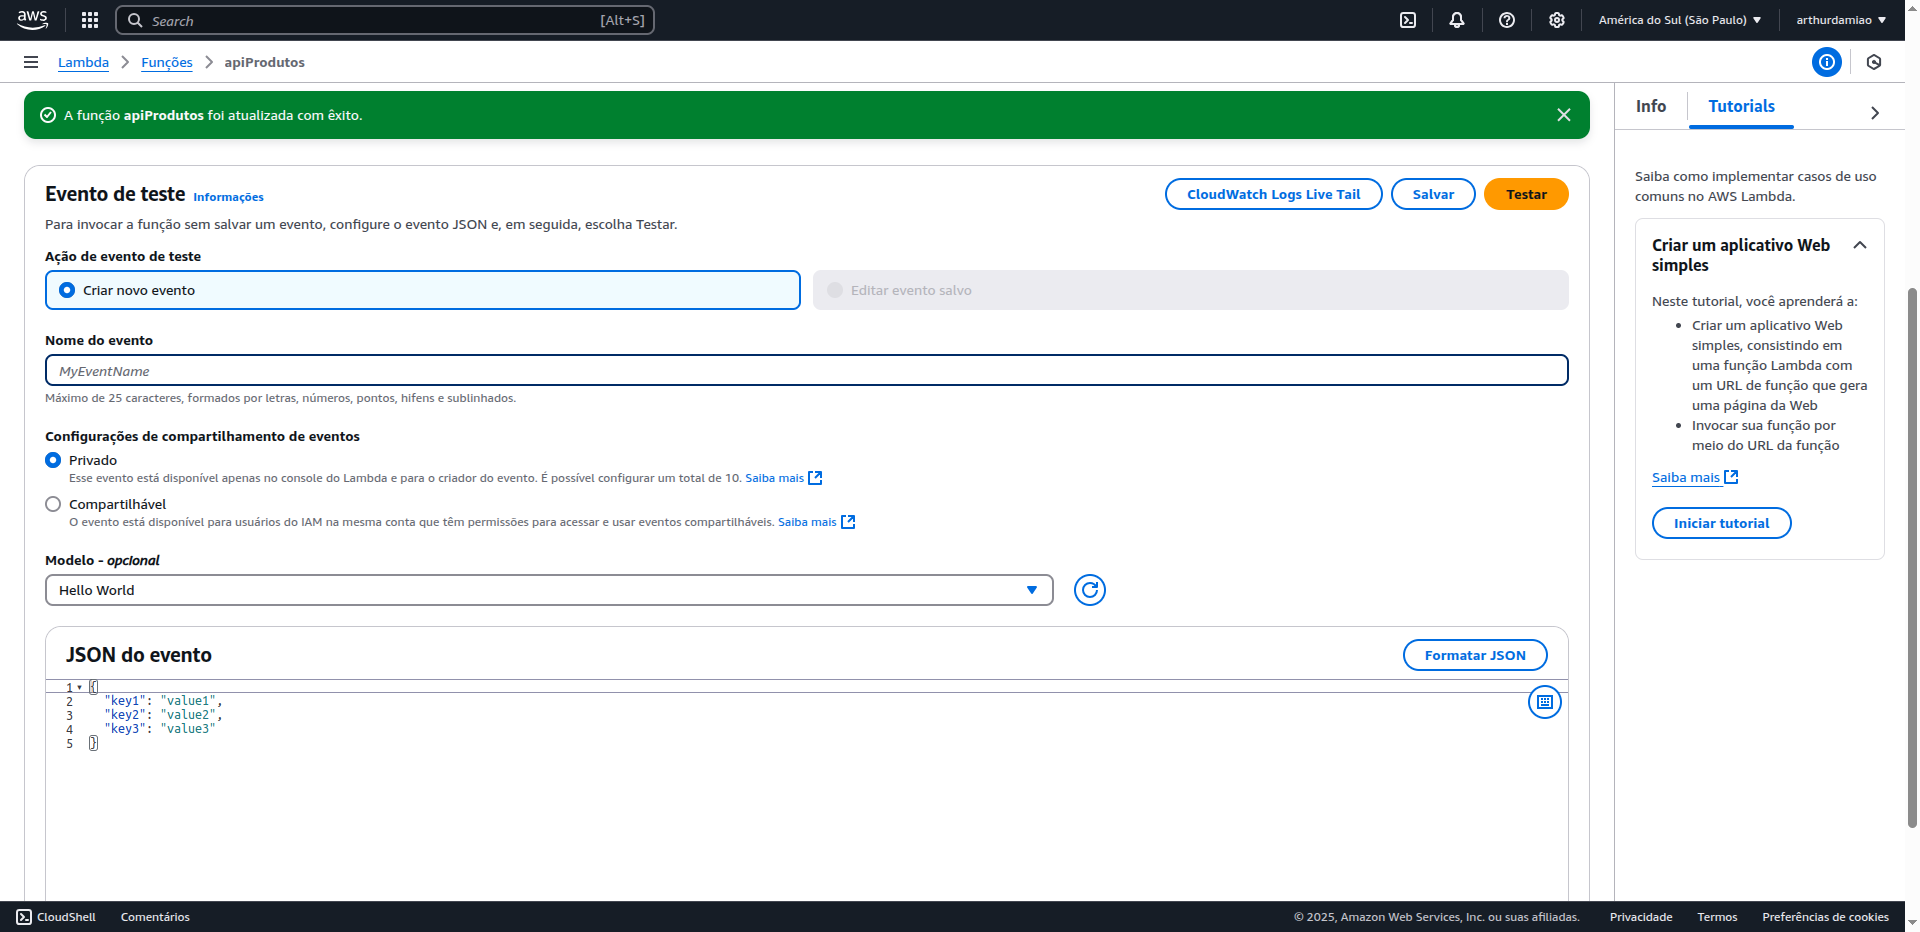 aws
Search
[Alt+S]
América do Sul (São Paulo)
arthurdamiao
Lambda
Funções
apiProdutos
A função apiProdutos foi atualizada com êxito.
Evento de teste
Informações
CloudWatch Logs Live Tail
Salvar
Testar
Para invocar a função sem salvar um evento, configure o evento JSON e, em seguida, escolha Testar.
Ação de evento de teste
Criar novo evento
Editar evento salvo
Nome do evento
MyEventName
Máximo de 25 caracteres, formados por letras, números, pontos, hifens e sublinhados.
Configurações de compartilhamento de eventos
Privado
Esse evento está disponível apenas no console do Lambda e para o criador do evento. É possível configurar um total de 10. Saiba mais
Compartilhável
O evento está disponível para usuários do IAM na mesma conta que têm permissões para acessar e usar eventos compartilháveis. Saiba mais
Modelo - opcional
Hello World
JSON do evento
Formatar JSON
1 {
2 "key1": "value1",
3 "key2": "value2",
4 "key3": "value3"
5 }
Info
Tutorials
Saiba como implementar casos de uso
comuns no AWS Lambda.
Criar um aplicativo Web
simples
Neste tutorial, você aprenderá a:
• Criar um aplicativo Web
simples, consistindo em
uma função Lambda com
um URL de função que gera
uma página da Web
• Invocar sua função por
meio do URL da função
Saiba mais
Iniciar tutorial
CloudShell
Comentários
© 2025, Amazon Web Services, Inc. ou suas afiliadas.
Privacidade
Termos
Preferências de cookies